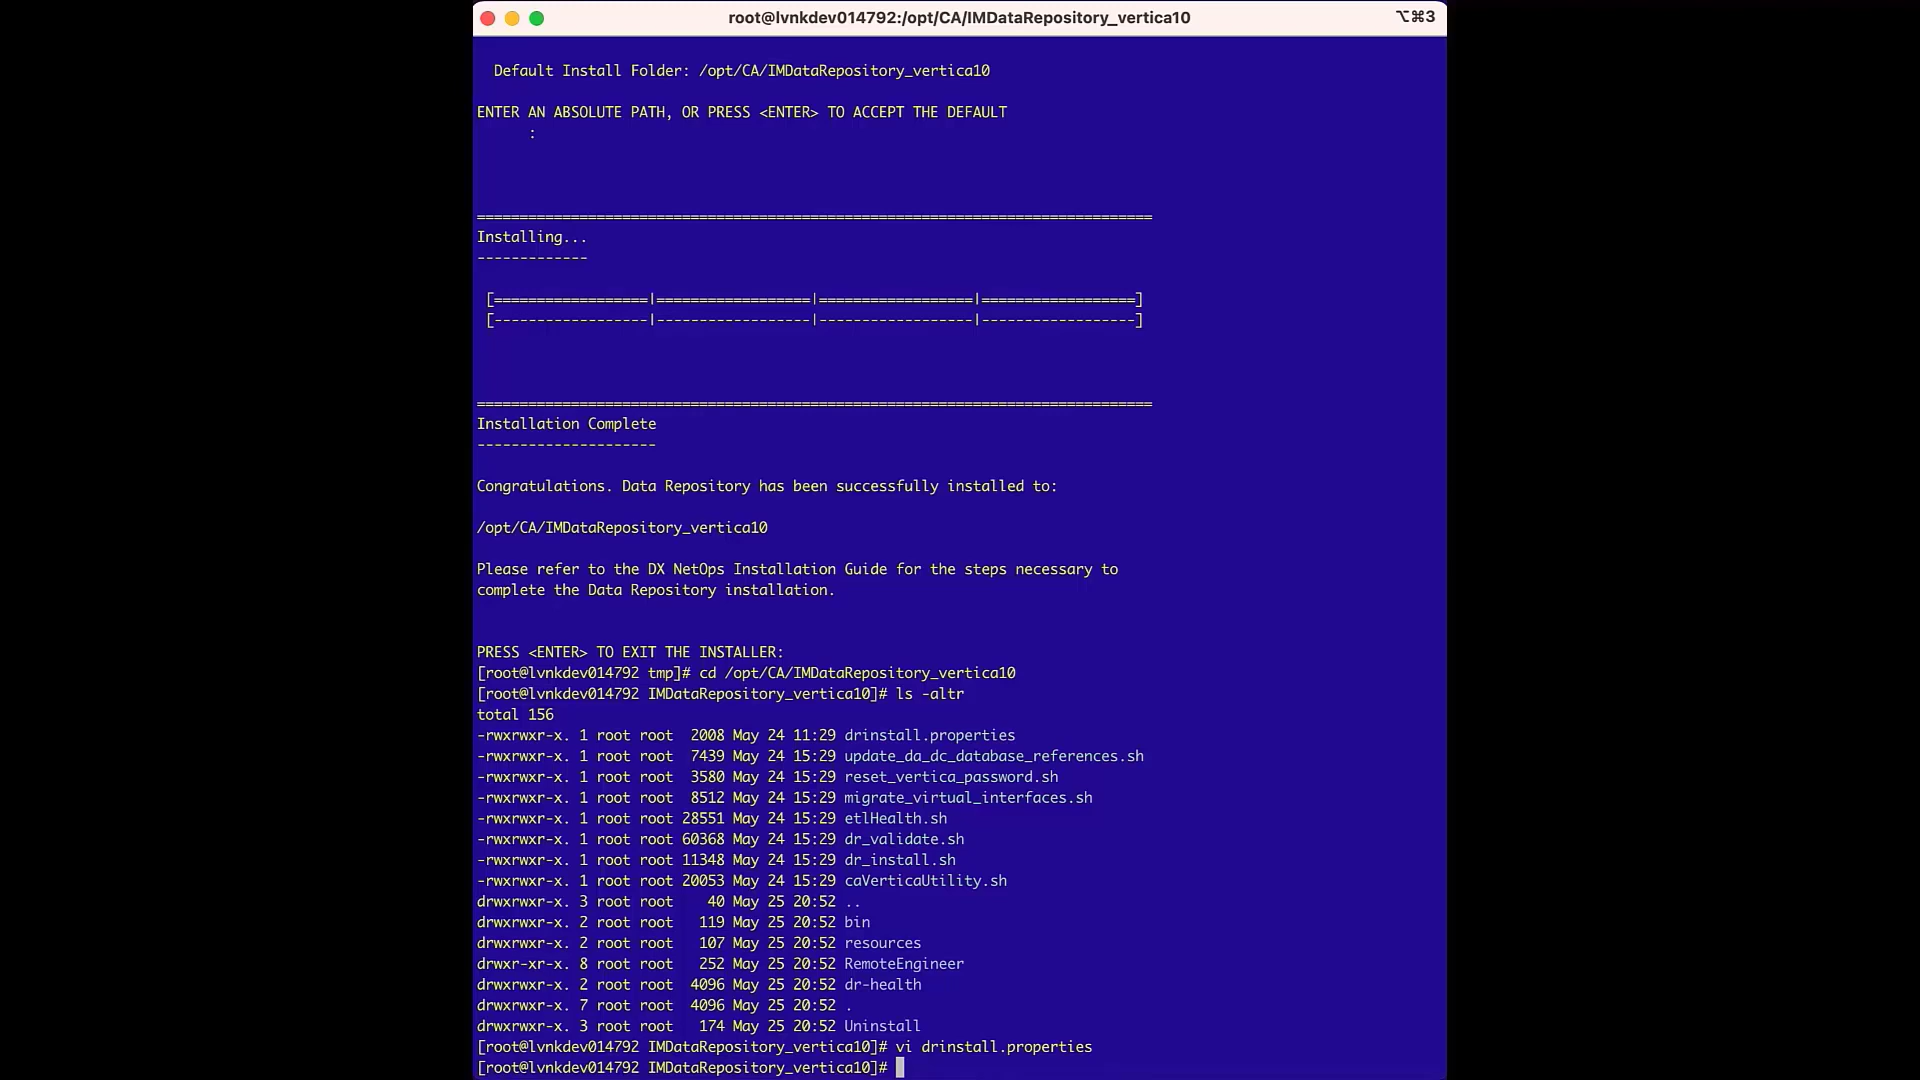 root@lvnkdev014792:/opt/CA/IMDataRepository_vertica10
⌥⌘3
Default Install Folder: /opt/CA/IMDataRepository_vertica10
ENTER AN ABSOLUTE PATH, OR PRESS <ENTER> TO ACCEPT THE DEFAULT
:
===============================================================================
Installing...
-------------
[==================|==================|==================|==================]
[------------------|------------------|------------------|------------------]
===============================================================================
Installation Complete
---------------------
Congratulations. Data Repository has been successfully installed to:
/opt/CA/IMDataRepository_vertica10
Please refer to the DX NetOps Installation Guide for the steps necessary to
complete the Data Repository installation.
PRESS <ENTER> TO EXIT THE INSTALLER:
[root@lvnkdev014792 tmp]# cd /opt/CA/IMDataRepository_vertica10
[root@lvnkdev014792 IMDataRepository_vertica10]# ls -altr
total 156
-rwxrwxr-x. 1 root root  2008 May 24 11:29 drinstall.properties
-rwxrwxr-x. 1 root root  7439 May 24 15:29 update_da_dc_database_references.sh
-rwxrwxr-x. 1 root root  3580 May 24 15:29 reset_vertica_password.sh
-rwxrwxr-x. 1 root root  8512 May 24 15:29 migrate_virtual_interfaces.sh
-rwxrwxr-x. 1 root root 28551 May 24 15:29 etlHealth.sh
-rwxrwxr-x. 1 root root 60368 May 24 15:29 dr_validate.sh
-rwxrwxr-x. 1 root root 11348 May 24 15:29 dr_install.sh
-rwxrwxr-x. 1 root root 20053 May 24 15:29 caVerticaUtility.sh
drwxrwxr-x. 3 root root    40 May 25 20:52 ..
drwxrwxr-x. 2 root root   119 May 25 20:52 bin
drwxrwxr-x. 2 root root   107 May 25 20:52 resources
drwxr-xr-x. 8 root root   252 May 25 20:52 RemoteEngineer
drwxrwxr-x. 2 root root  4096 May 25 20:52 dr-health
drwxrwxr-x. 7 root root  4096 May 25 20:52 .
drwxrwxr-x. 3 root root   174 May 25 20:52 Uninstall
[root@lvnkdev014792 IMDataRepository_vertica10]# vi drinstall.properties
[root@lvnkdev014792 IMDataRepository_vertica10]#